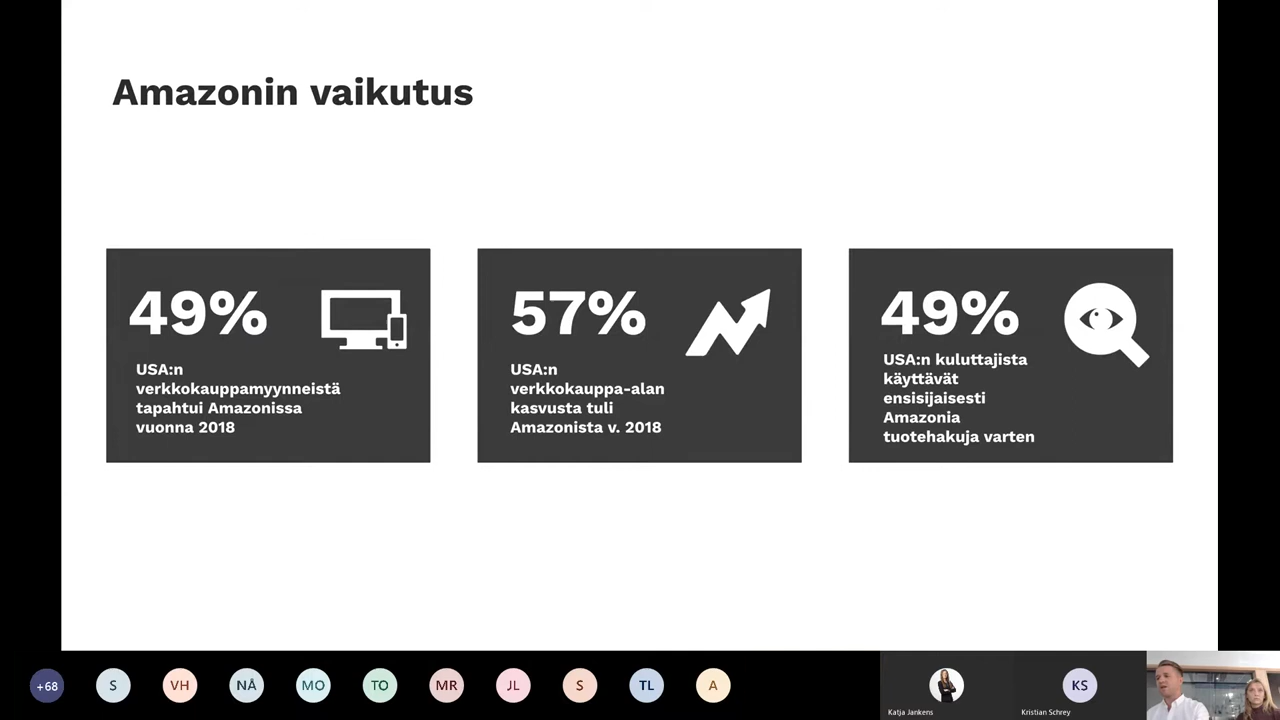 Amazonin vaikutus
49%
USA:n
verkkokauppamyynneistä
tapahtui Amazonissa
vuonna 2018
57%
USA:n
verkkokauppa-alan
kasvusta tuli
Amazonista v. 2018
49%
USA:n kuluttajista
käyttävät
ensisijaisesti
Amazonia
tuotehakuja varten
+68
S
VH
NÅ
MO
TO
MR
JL
S
TL
A
Katja Jankens
KS
Kristian Schrey